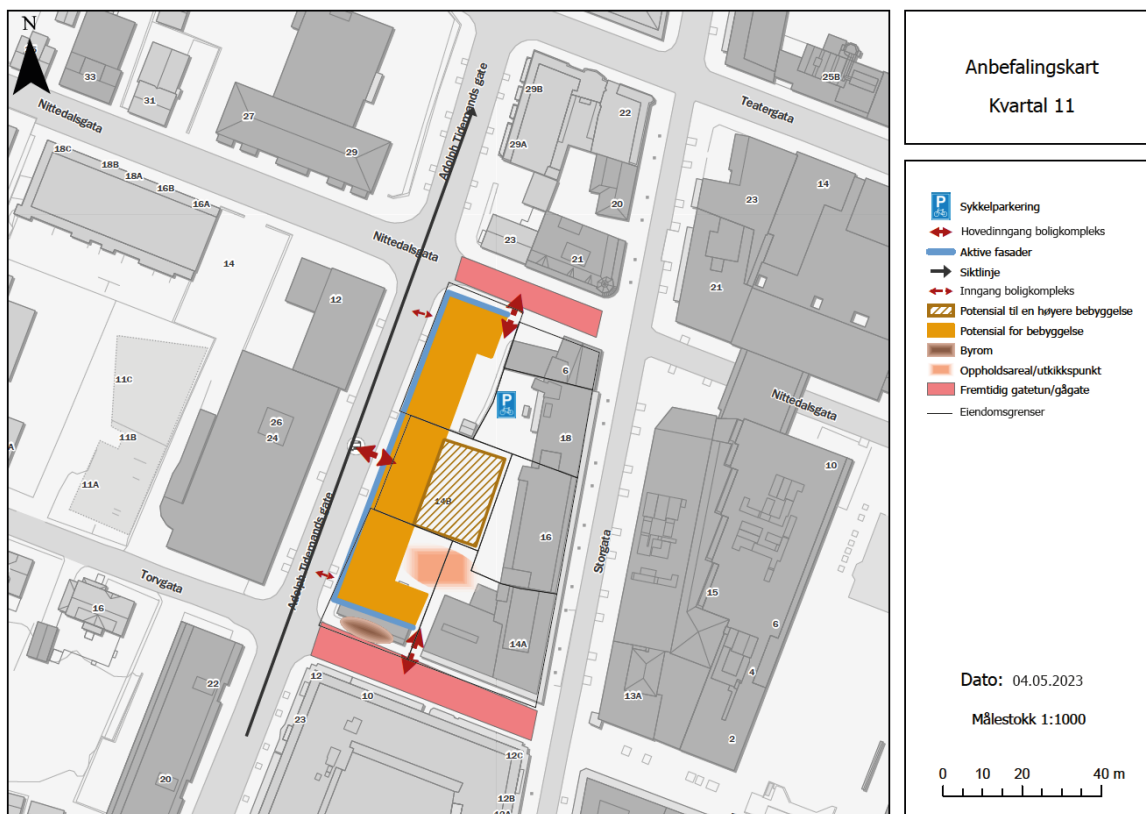 N
33
31
27
29
Nittedalsgata
18C
18B
18A
16B
16A
14
12
Nittedalsgata
Adolph Tidemands gate
29B
29A
22
20
23
21
Teatergata
25B
23
14
21
Nittedalsgata
10
11C
11B
11A
26
24
P
6
18
14B
16
14A
Adolph Tidemands gate
Storgata
Torvgata
16
22
20
12
10
23
12C
12B
15
6
4
2
13A
Anbefalingskart
Kvartal 11
P
Sykkelparkering
Hovedinngang boligkompleks
Aktive fasader
Siktlinje
Inngang boligkompleks
Potensial til en høyere bebyggelse
Potensial for bebyggelse
Byrom
Oppholdsareal/utkikkspunkt
Fremtidig gatetun/gågate
Eiendomsgrenser
Dato: 04.05.2023
Målestokk 1:1000
0 10 20 40 m